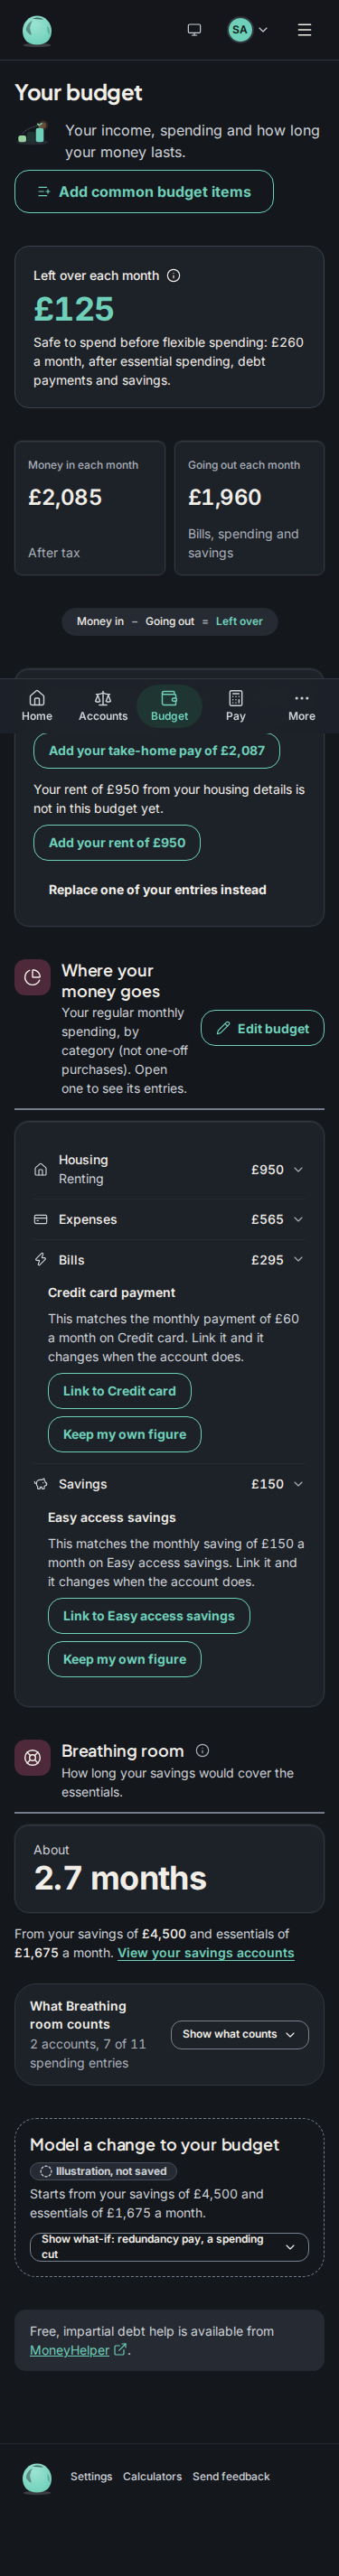 SA
Your budget
Your income, spending and how long
your money lasts.
Add common budget items
Left over each month
£125
Safe to spend before flexible spending: £260
a month, after essential spending, debt
payments and savings.
Money in each month
£2,085
After tax
Going out each month
£1,960
Bills, spending and
savings
Money in − Going out = Left over
Home
Accounts
Budget
Pay
More
Add your take-home pay of £2,087
Your rent of £950 from your housing details is
not in this budget yet.
Add your rent of £950
Replace one of your entries instead
Where your
money goes
Your regular monthly
spending, by
category (not one-off
purchases). Open
one to see its entries.
Edit budget
Housing
Renting
£950
Expenses
£565
Bills
£295
Credit card payment
This matches the monthly payment of £60
a month on Credit card. Link it and it
changes when the account does.
Link to Credit card
Keep my own figure
Savings
£150
Easy access savings
This matches the monthly saving of £150 a
month on Easy access savings. Link it and
it changes when the account does.
Link to Easy access savings
Keep my own figure
Breathing room
How long your savings would cover the
essentials.
About
2.7 months
From your savings of £4,500 and essentials of
£1,675 a month. View your savings accounts
What Breathing
room counts
2 accounts, 7 of 11
spending entries
Show what counts
Model a change to your budget
Illustration, not saved
Starts from your savings of £4,500 and
essentials of £1,675 a month.
Show what-if: redundancy pay, a spending
cut
Free, impartial debt help is available from
MoneyHelper.
Settings
Calculators
Send feedback